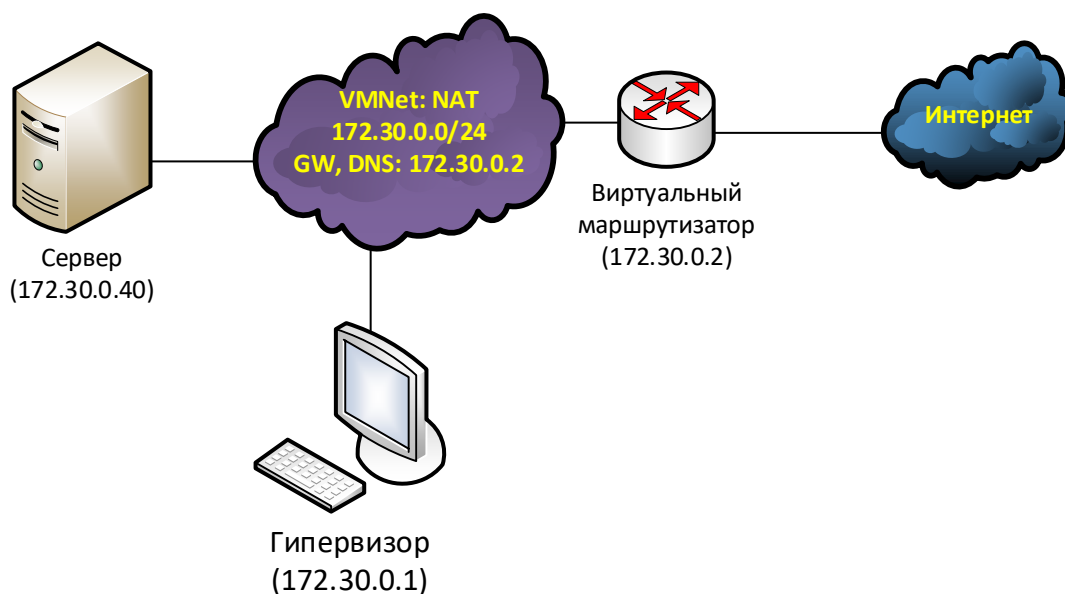 VMNet: NAT
172.30.0.0/24
GW, DNS: 172.30.0.2
Интернет
Сервер
(172.30.0.40)
Виртуальный
маршрутизатор
(172.30.0.2)
Гипервизор
(172.30.0.1)